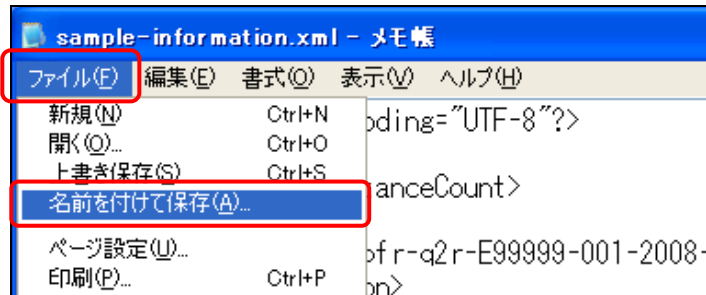 sample-information.xml - メモ帳
ファイル(F) 編集(E) 書式(O) 表示(V) ヘルプ(H)
新規(N) Ctrl+N
oding="UTF-8"?>
開く(O)... Ctrl+O
上書き保存(S) Ctrl+S
anceCount>
名前を付けて保存(A)...
ページ設定(U)...
ofr-q2r-E99999-001-2008-
印刷(P)... Ctrl+P
on>